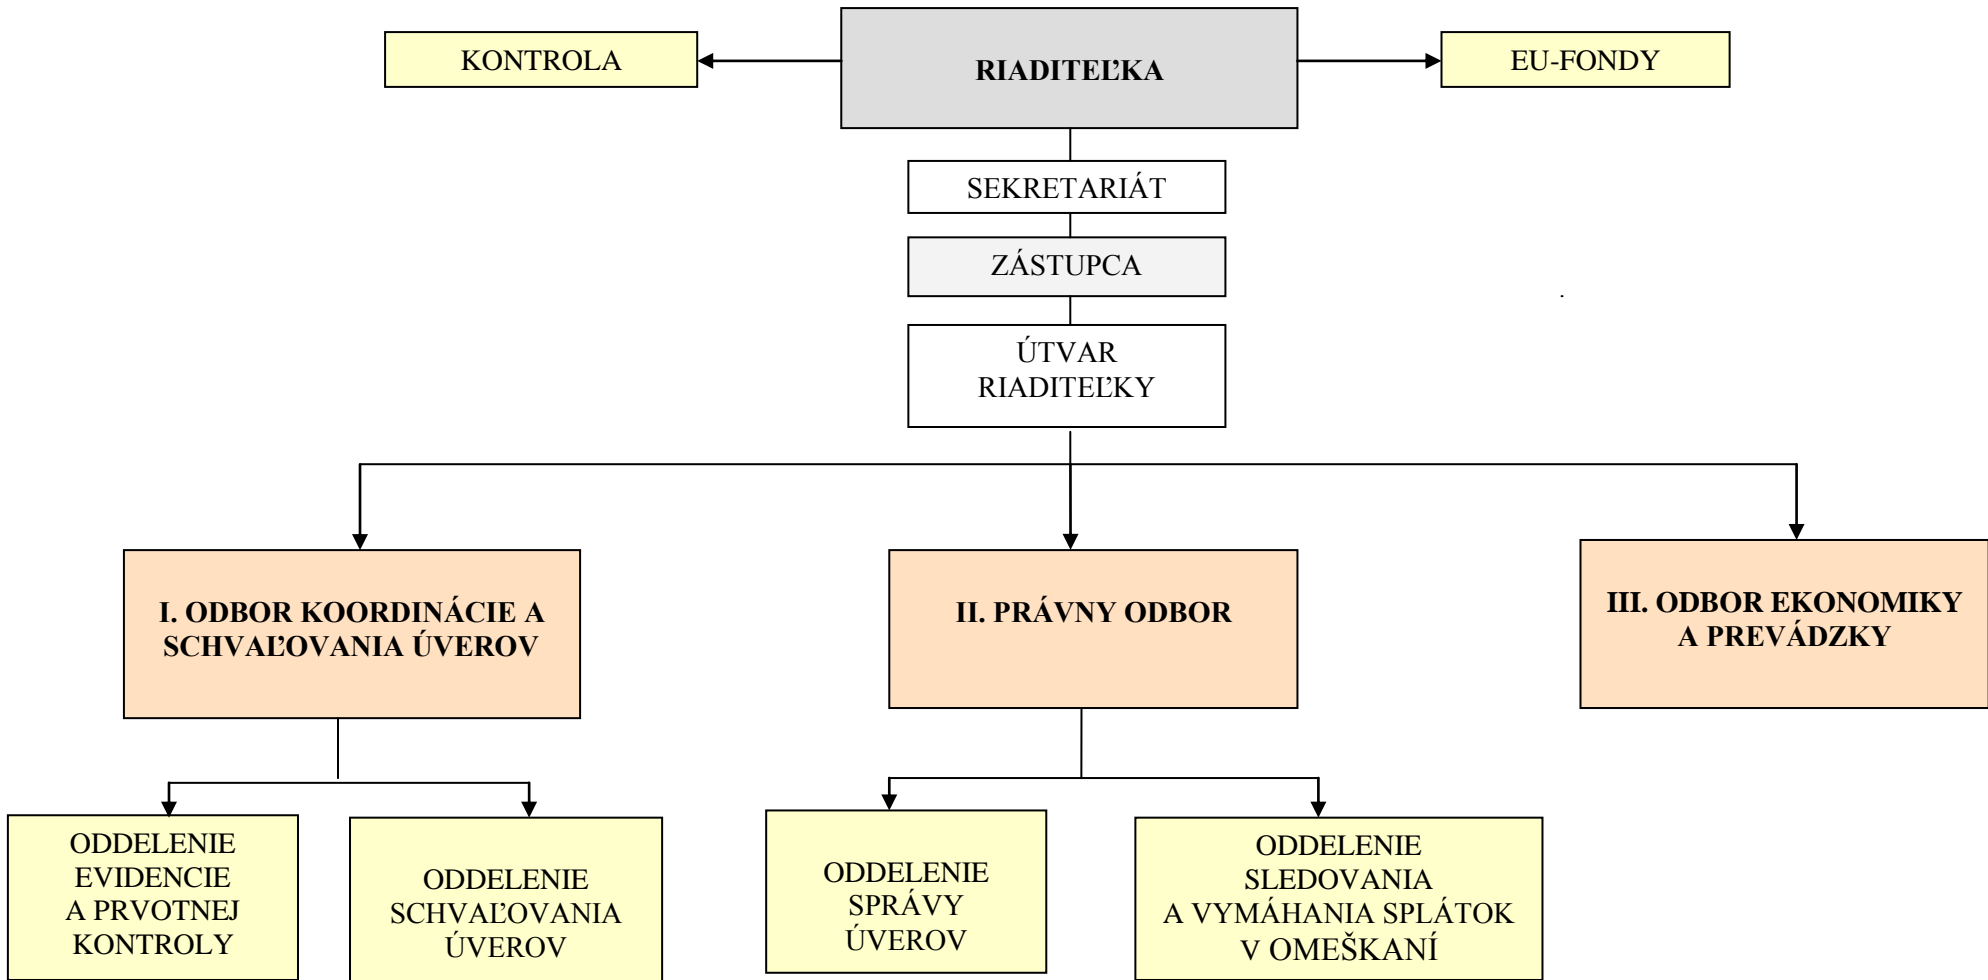 KONTROLA
RIADITEĽKA
EU-FONDY
SEKRETARIÁT
ZÁSTUPCA
.
ÚTVAR
RIADITEĽKY
I. ODBOR KOORDINÁCIE A
SCHVAĽOVANIA ÚVEROV
II. PRÁVNY ODBOR
III. ODBOR EKONOMIKY
A PREVÁDZKY
ODDELENIE
EVIDENCIE
A PRVOTNEJ
KONTROLY
ODDELENIE
SCHVAĽOVANIA
ÚVEROV
ODDELENIE
SPRÁVY
ÚVEROV
ODDELENIE
SLEDOVANIA
A VYMÁHANIA SPLÁTOK
V OMEŠKANÍ